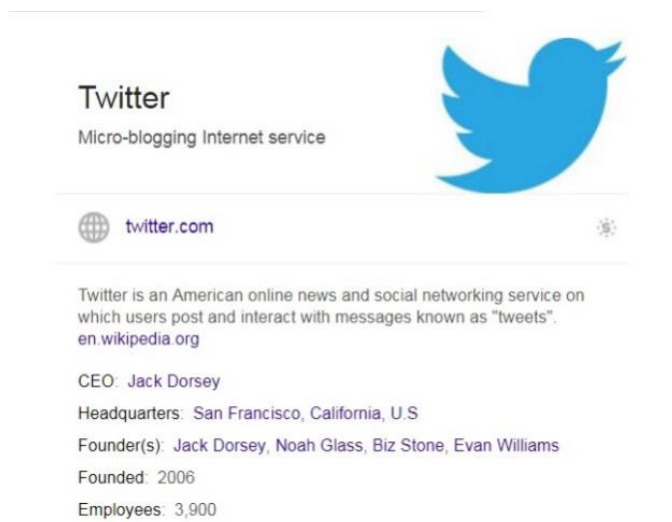 Twitter
Micro-blogging Internet service
twitter.com
Twitter is an American online news and social networking service on
which users post and interact with messages known as "tweets".
en.wikipedia.org
CEO: Jack Dorsey
Headquarters: San Francisco, California, U.S
Founder(s): Jack Dorsey, Noah Glass, Biz Stone, Evan Williams
Founded: 2006
Employees: 3,900